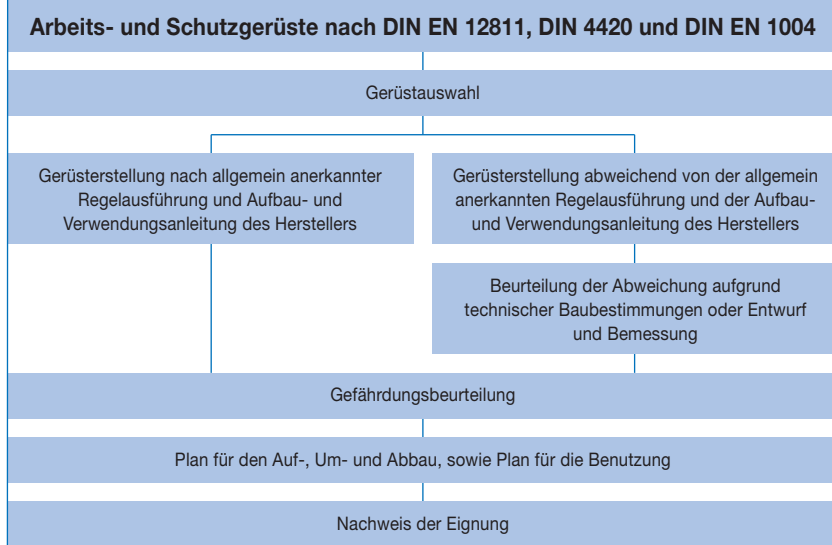 Arbeits- und Schutzgerüste nach DIN EN 12811, DIN 4420 und DIN EN 1004
Gerüstauswahl
Gerüsterstellung nach allgemein anerkannter
Regelausführung und Aufbau- und
Verwendungsanleitung des Herstellers
Gerüsterstellung abweichend von der allgemein
anerkannten Regelausführung und der Aufbau-
und Verwendungsanleitung des Herstellers
Beurteilung der Abweichung aufgrund
technischer Baubestimmungen oder Entwurf
und Bemessung
Gefährdungsbeurteilung
Plan für den Auf-, Um- und Abbau, sowie Plan für die Benutzung
Nachweis der Eignung